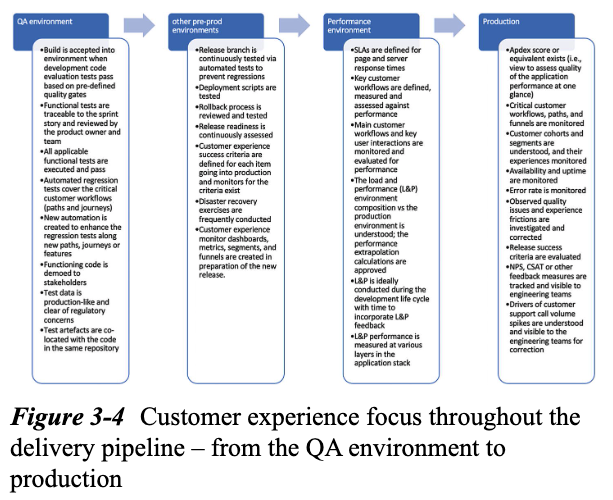 QA environment
•Build is accepted into
environment when
development code
evaluation tests pass
based on pre-defined
quality gates
•Functional tests are
traceable to the sprint
story and reviewed by
the product owner and
team
•All applicable
functional tests are
executed and pass
•Automated regression
tests cover the critical
customer workflows
(paths and journeys)
•New automation is
created to enhance the
regression tests along
new paths, journeys or
features
•Functioning code is
demoed to
stakeholders
•Test data is
production-like and
clear of regulatory
concerns
•Test artefacts are co-
located with the code
in the same repository
other pre-prod
environments
•Release branch is
continuously tested via
automated tests to
prevent regressions
•Deployment scripts are
tested
•Rollback process is
reviewed and tested
•Release readiness is
continuously assessed
•Customer experience
success criteria are
defined for each item
going into production
and monitors for the
criteria exist
•Disaster recovery
exercises are
frequently conducted
•Customer experience
monitor dashboards,
metrics, segments, and
funnels are created in
preparation of the new
release.
Performance
environment
•SLAs are defined for
page and server
response times
•Key customer
workflows are defined,
measured and
assessed against
performance
•Main customer
workflows and key
user interactions are
monitored and
evaluated for
performance
•The load and
performance (L&P)
environment
composition vs the
production
environment is
understood; the
performance
extrapolation
calculations are
approved
•L&P is ideally
conducted during the
development life cycle
with time to
incorporate L&P
feedback
•L&P performance is
measured at various
layers in the
application stack
Production
•Apdex score or
equivalent exists (i.e.,
view to assess quality
of the application
performance at one
glance)
•Critical customer
workflows, paths, and
funnels are monitored
•Customer cohorts and
segments are
understood, and their
experiences monitored
•Availability and uptime
are monitored
•Error rate is monitored
•Observed quality
issues and experience
frictions are
investigated and
corrected
•Release success
criteria are evaluated
•NPS, CSAT or other
feedback measures are
tracked and visible to
engineering teams
•Drivers of customer
support call volume
spikes are understood
and visible to the
engineering teams for
correction
Figure 3-4 Customer experience focus throughout the
delivery pipeline – from the QA environment to
production